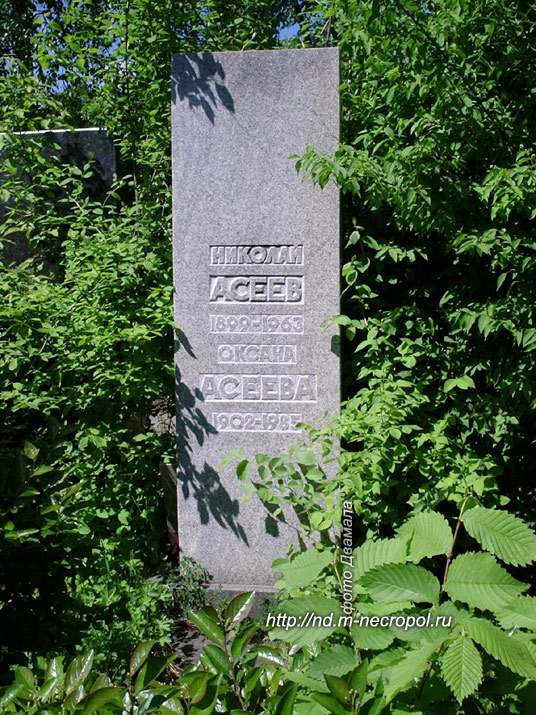 НИКОЛАЙ
АСЕЕВ
1899-1963
ОКСАНА
АСЕЕВА
1902-1985
фото Двамала
http://nd.m-necropol.ru